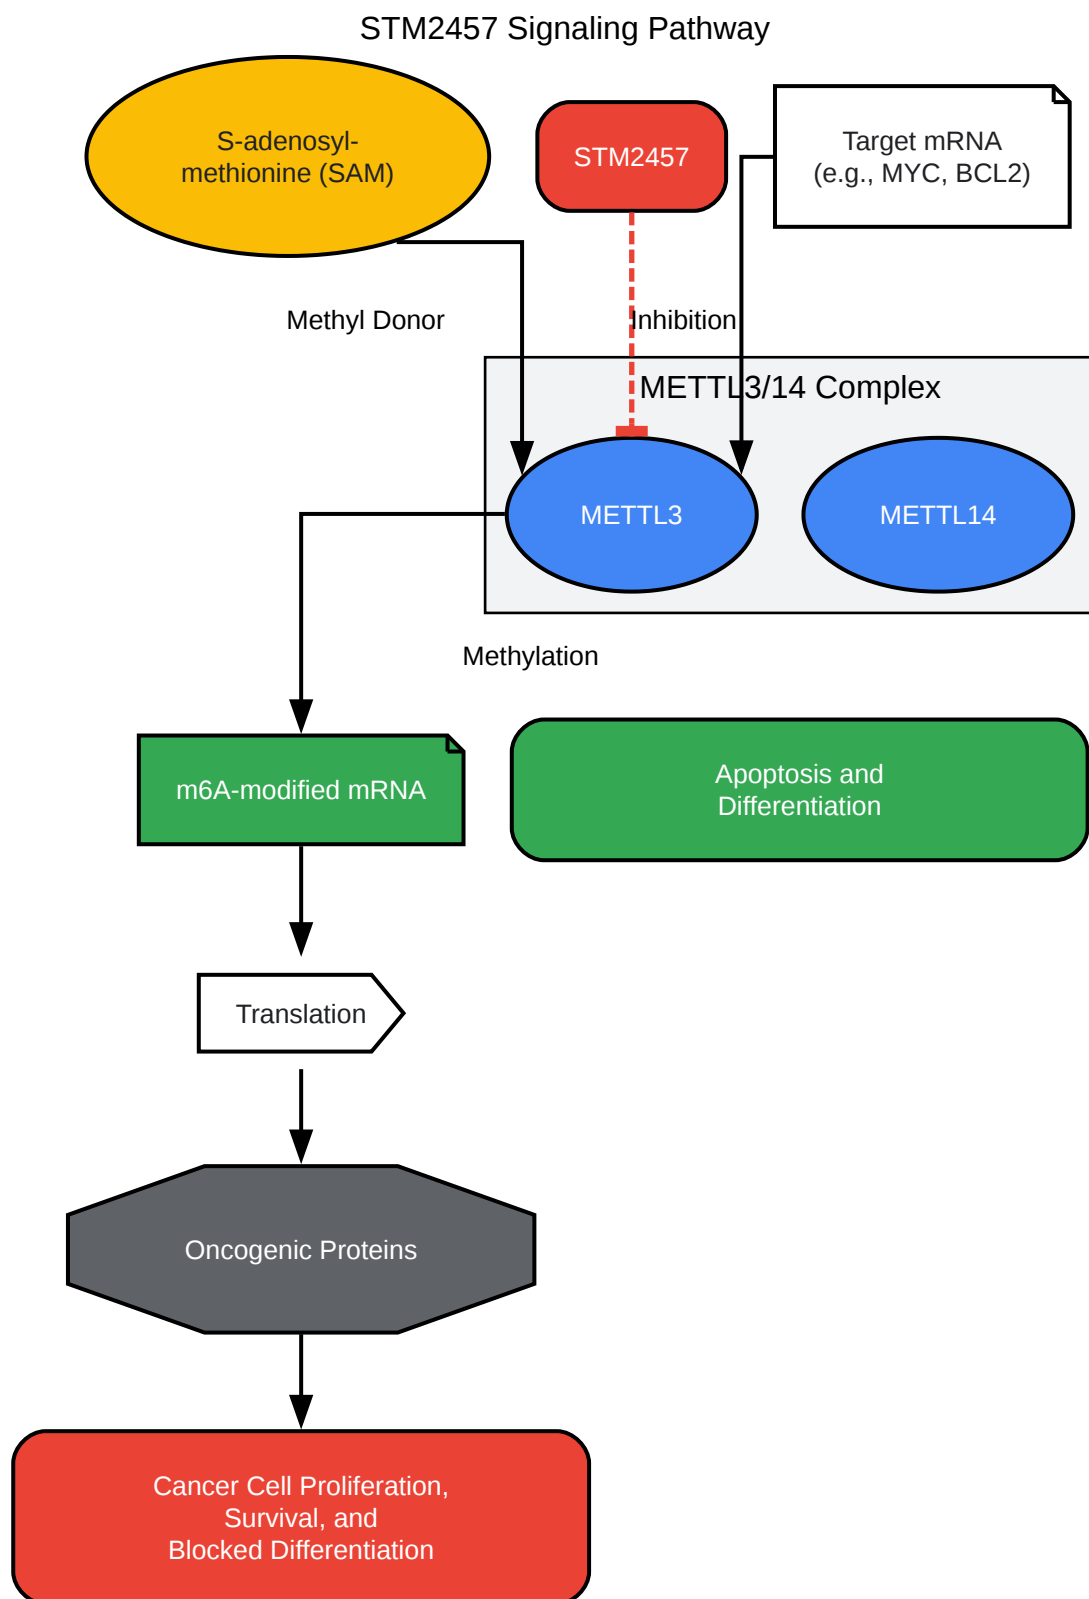 STM2457 Signaling Pathway
S-adenosyl-
methionine (SAM)
STM2457
Target mRNA
(e.g., MYC, BCL2)
Methyl Donor
Inhibition
METTL3/14 Complex
METTL3
METTL14
Methylation
m6A-modified mRNA
Apoptosis and
Differentiation
Translation
Oncogenic Proteins
Cancer Cell Proliferation,
Survival, and
Blocked Differentiation